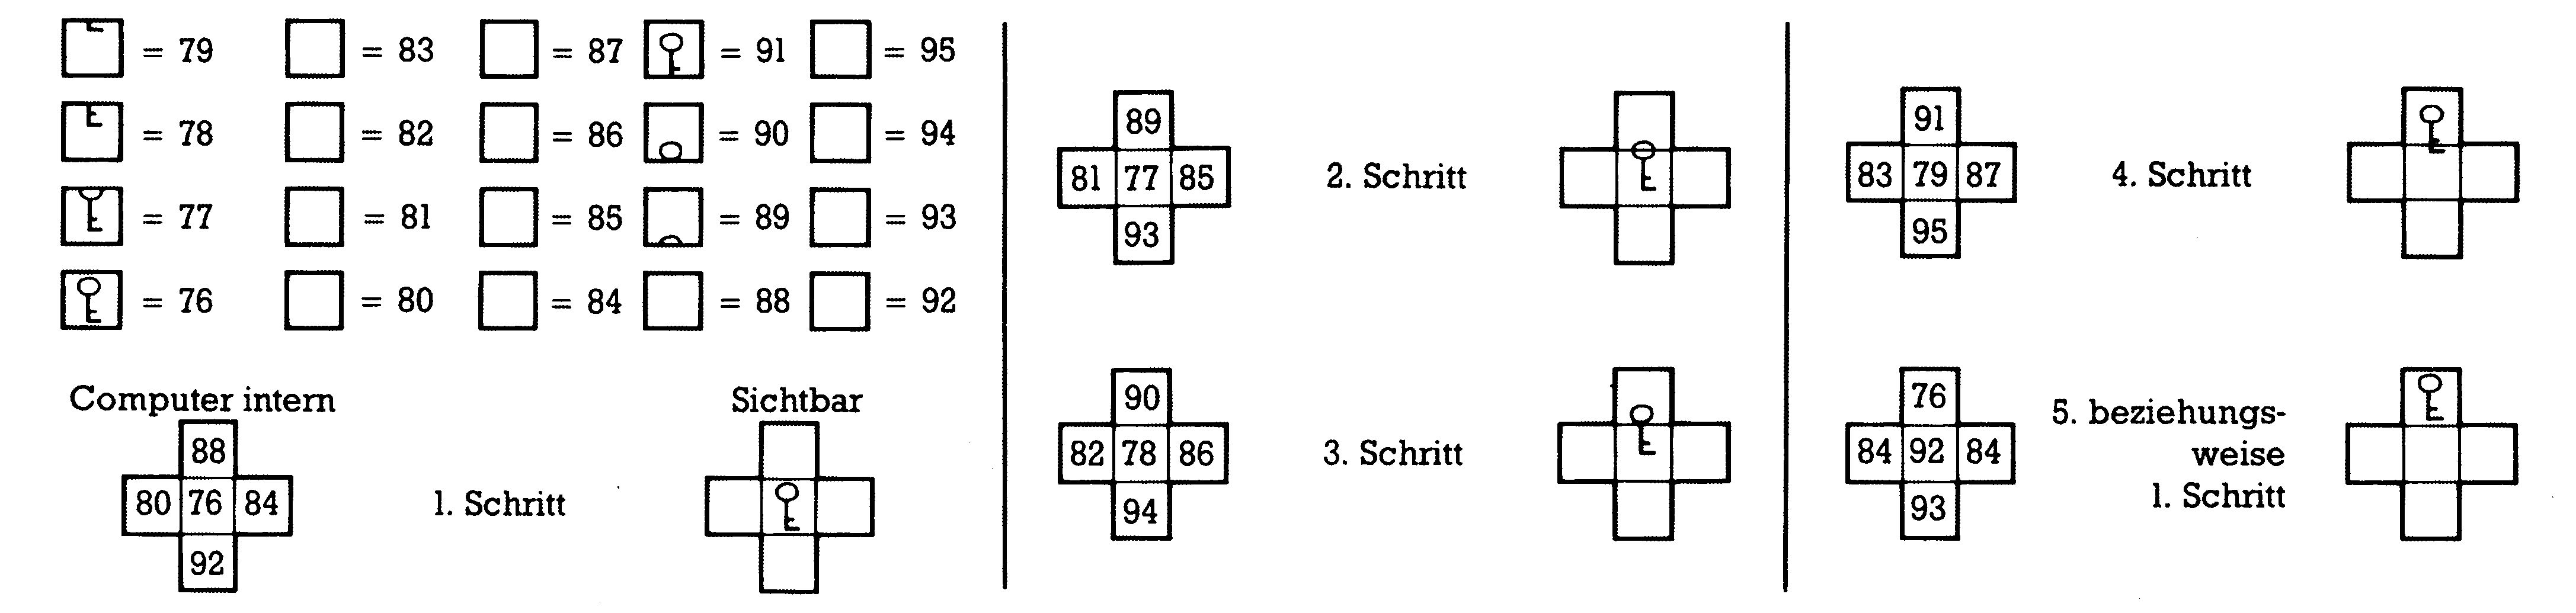 = 79 = 83 = 87 = 91 = 95
= 78 = 82 = 86 = 90 = 94
= 77 = 81 = 85 = 89 = 93
= 76 = 80 = 84 = 88 = 92
Computer intern Sichtbar
88
80 76 84 1. Schritt
92
89
81 77 85 2. Schritt
93
90
82 78 86 3. Schritt
94
91
83 79 87 4. Schritt
95
76
84 92 84
93
5. beziehungs-
weise
1. Schritt